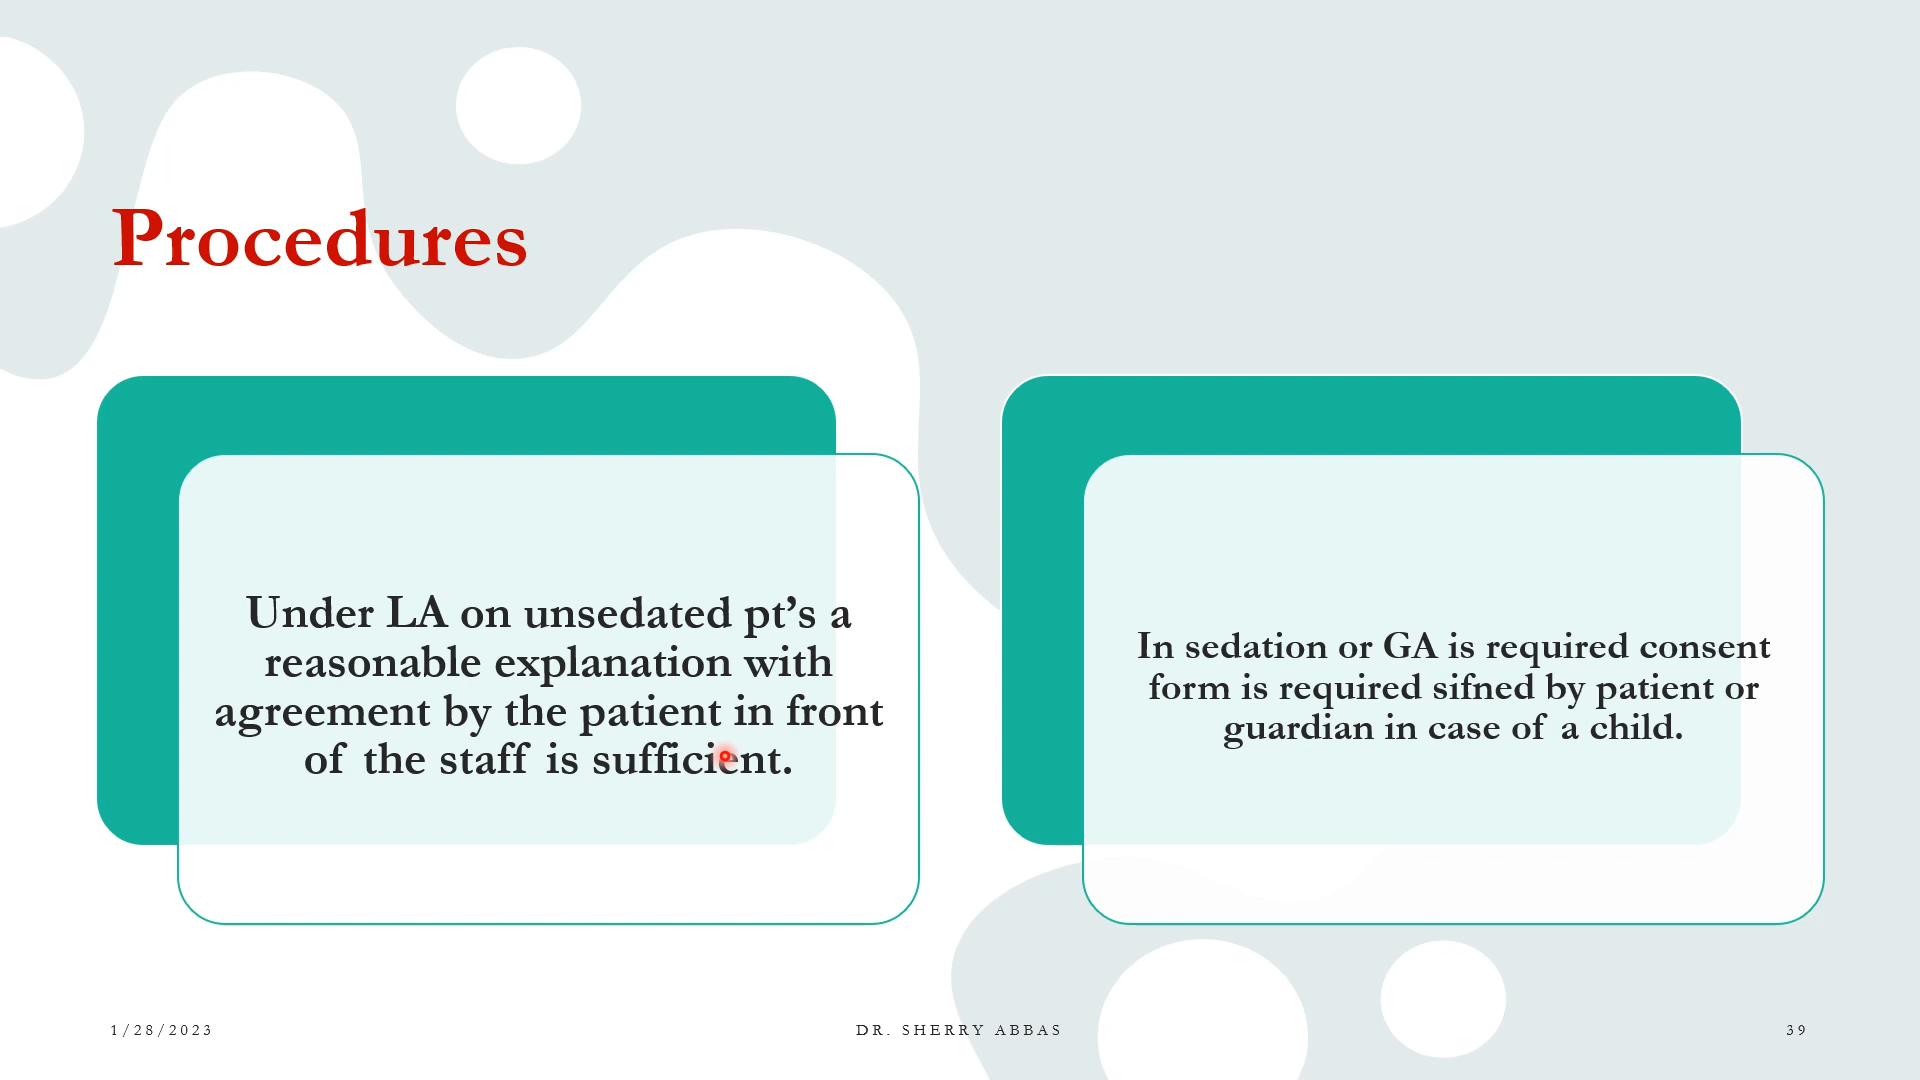 Procedures
Under LA on unsedated pt’s a
reasonable explanation with
agreement by the patient in front
of the staff is sufficient.
In sedation or GA is required consent
form is required sifned by patient or
guardian in case of a child.
1/28/2023
DR. SHERRY ABBAS
39